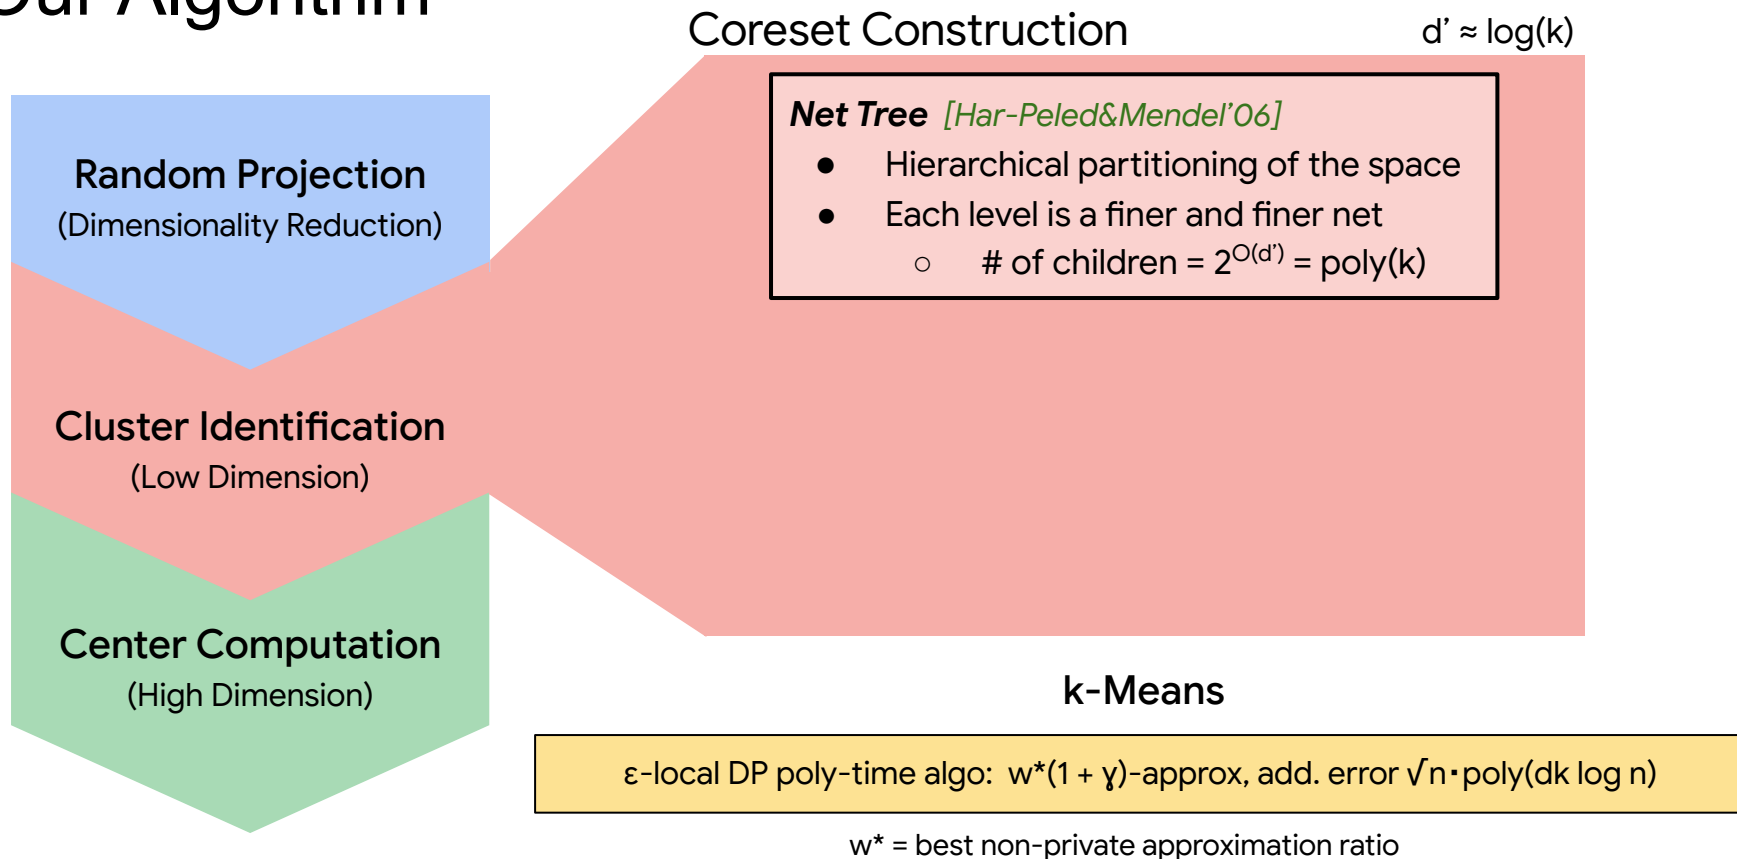 Our Algorithm
Coreset Construction
d' ≈ log(k)
Random Projection
(Dimensionality Reduction)
Cluster Identification
(Low Dimension)
Center Computation
(High Dimension)
Net Tree [Har-Peled&Mendel'06]
● Hierarchical partitioning of the space
● Each level is a finer and finer net
○ # of children = 2^O(d') = poly(k)
k-Means
ε-local DP poly-time algo: w*(1 + ɣ)-approx, add. error √n·poly(dk log n)
w* = best non-private approximation ratio